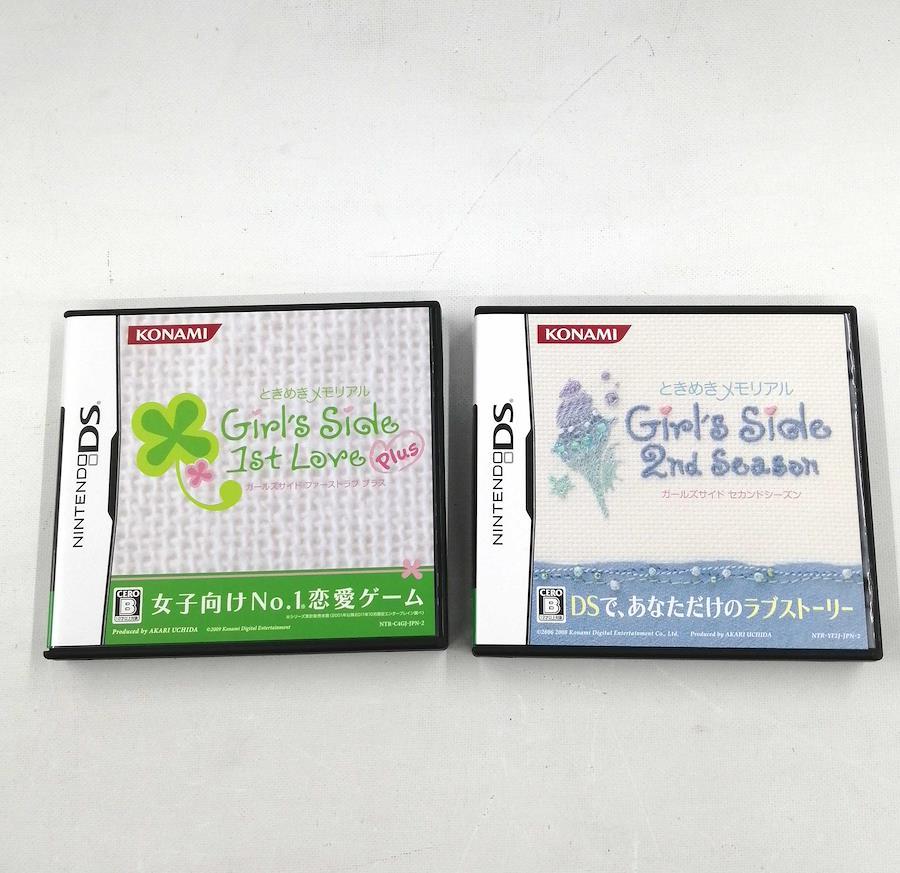 KONAMI
NINTENDO DS®
ときめきメモリアル
Girl's Side
1st Love Plus
ガールズサイド ファーストラブ プラス
CERO
B
女子向けNo.1※恋愛ゲーム
Produced by AKARI UCHIDA
©2009 Konami Digital Entertainment
NTR-C4GJ-JPN-2
KONAMI
NINTENDO DS®
ときめきメモリアル
Girl's Side
2nd Season
ガールズサイド セカンドシーズン
CERO
B
DSで、あなただけのラブストーリー
©2006 2008 Konami Digital Entertainment Co., Ltd.
Produced by AKARI UCHIDA
NTR-YF2J-JPN-2